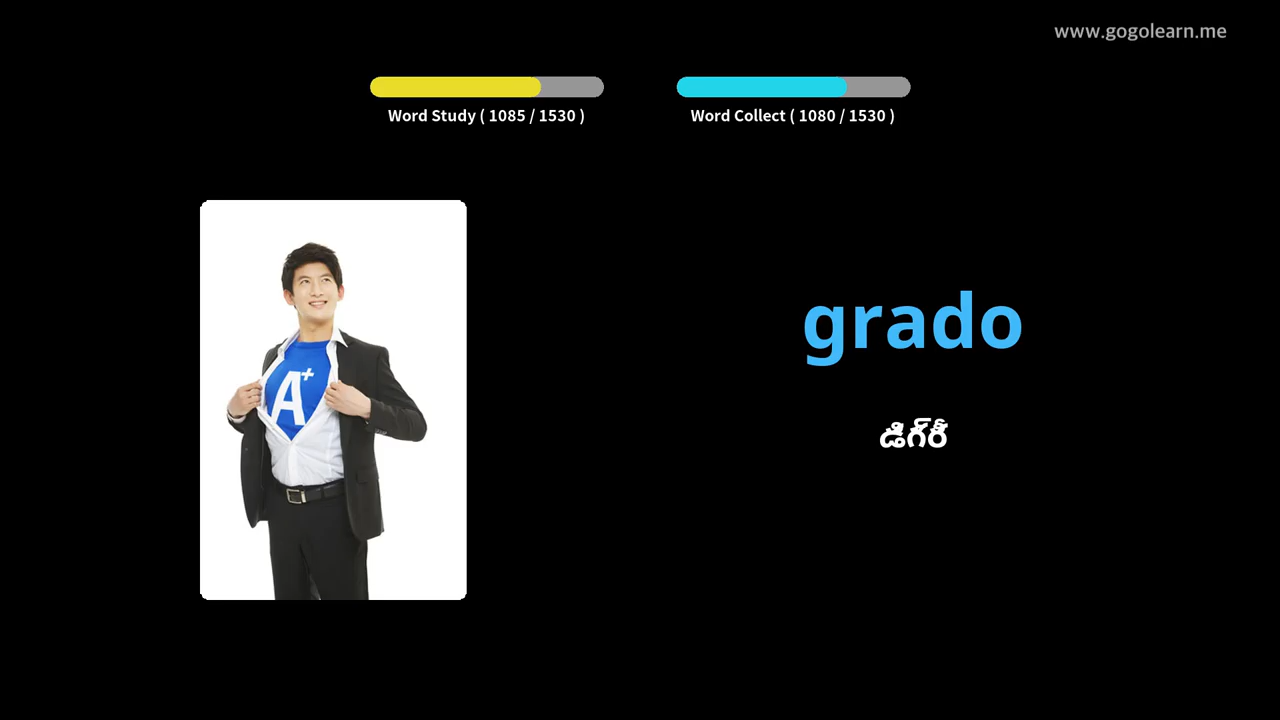 www.gogolearn.me
Word Study ( 1085 / 1530 )
Word Collect ( 1080 / 1530 )
A+
grado
డిగ్రీ